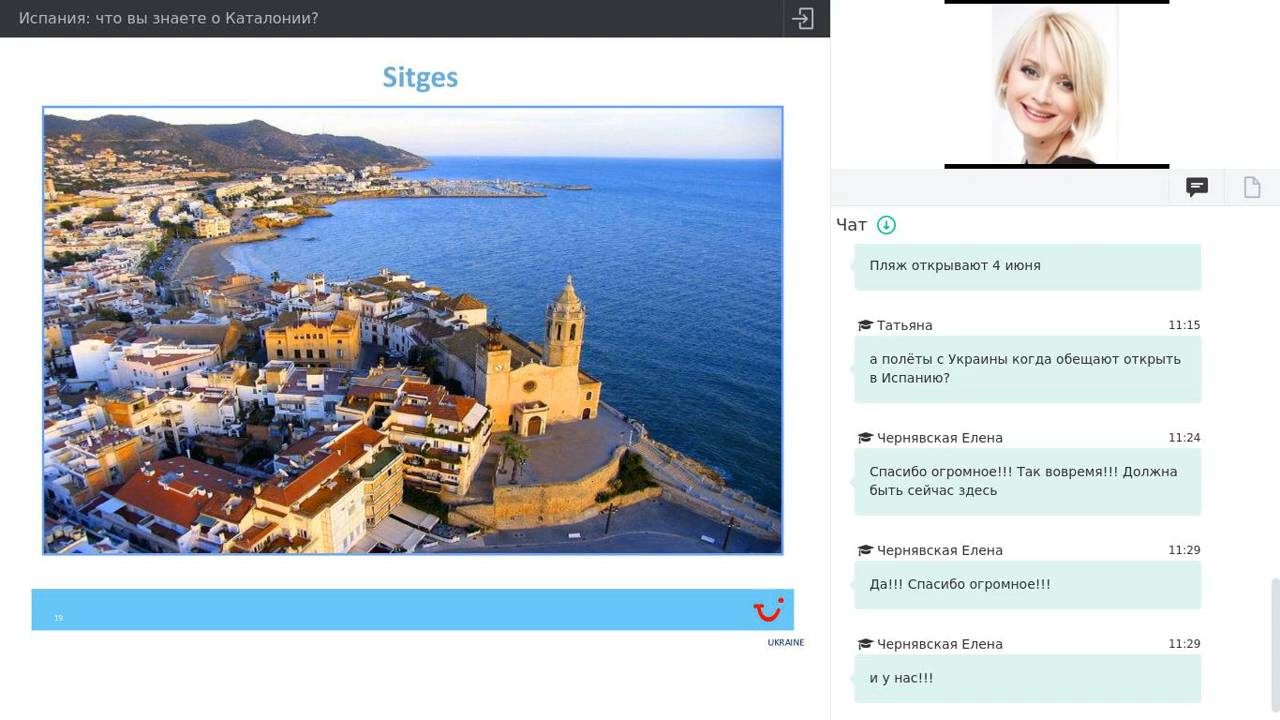 Испания: что вы знаете о Каталонии?
Sitges
19
UKRAINE
Чат
Пляж открывают 4 июня
Татьяна 11:15
а полёты с Украины когда обещают открыть
в Испанию?
Чернявская Елена 11:24
Спасибо огромное!!! Так вовремя!!! Должна
быть сейчас здесь
Чернявская Елена 11:29
Да!!! Спасибо огромное!!!
Чернявская Елена 11:29
и у нас!!!